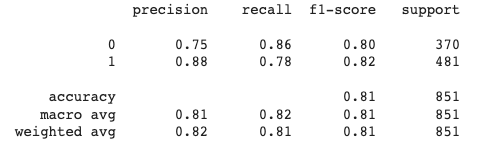 precision recall f1-score support
0 0.75 0.86 0.80 370
1 0.88 0.78 0.82 481
accuracy 0.81 851
macro avg 0.81 0.82 0.81 851
weighted avg 0.82 0.81 0.81 851